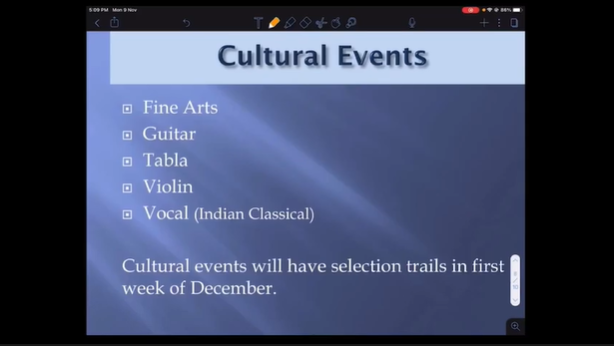 5:09 PM Mon 9 Nov
86%
Cultural Events
Fine Arts
Guitar
Tabla
Violin
Vocal (Indian Classical)
Cultural events will have selection trails in first
week of December.